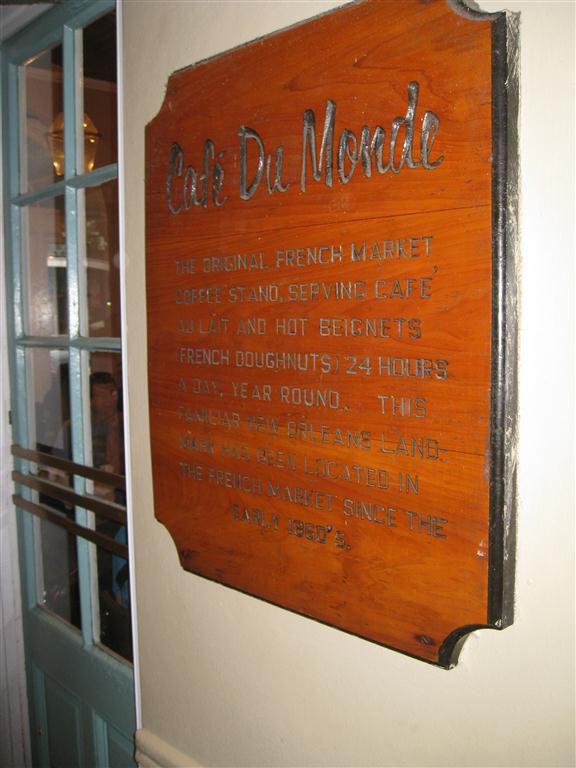 Café Du Monde
THE ORIGINAL FRENCH MARKET
COFFEE STAND, SERVING CAFÉ
AU LAIT AND HOT BEIGNETS
(FRENCH DOUGHNUTS) 24 HOURS
A DAY, YEAR ROUND. THIS
FAMILIAR NEW ORLEANS LAND-
MARK HAS BEEN LOCATED IN
THE FRENCH MARKET SINCE THE
EARLY 1860'S.